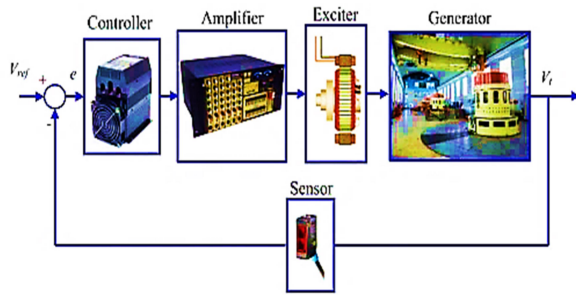 Controller
Amplifier
Exciter
Generator
V_ref
+
e
V_t
-
Sensor